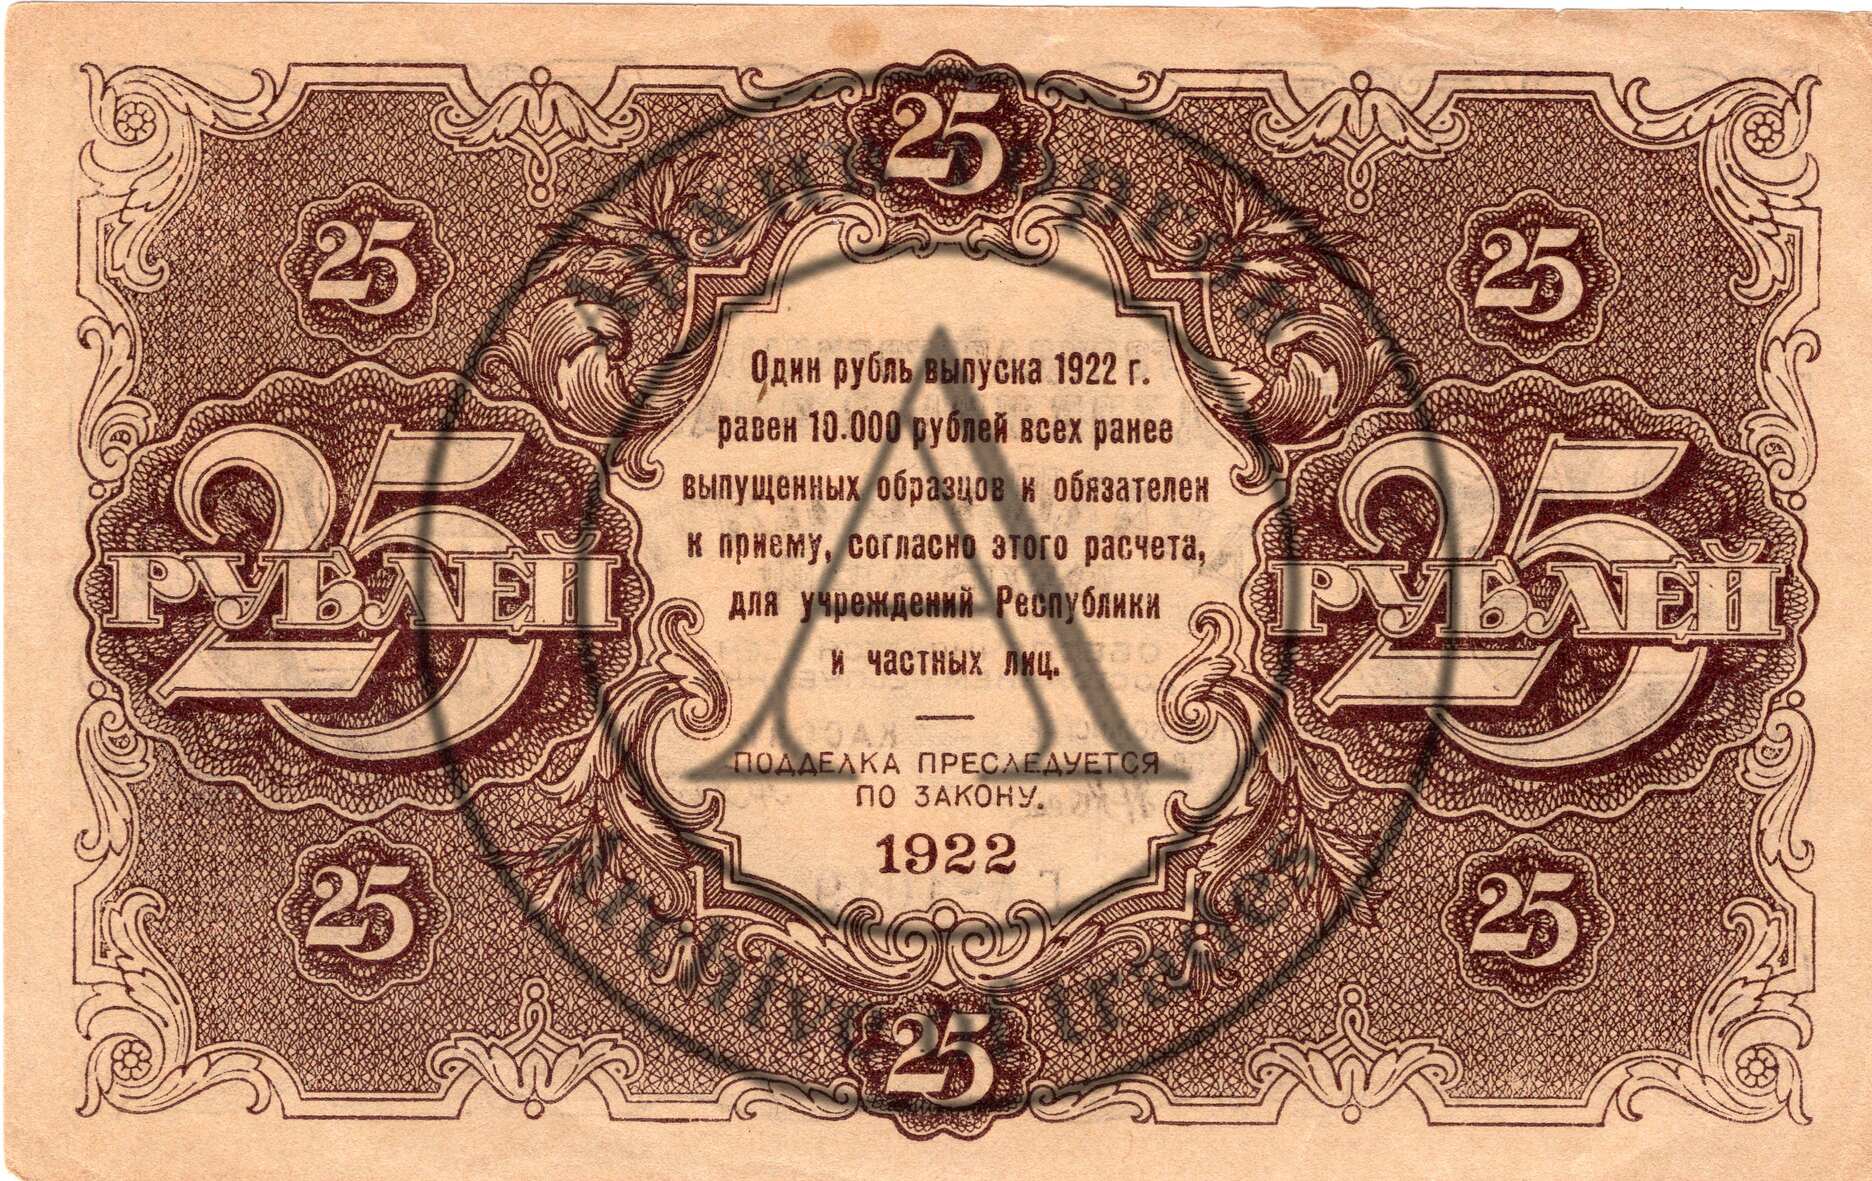 25
25
25
Один рубль выпуска 1922 г.
равен 10.000 рублей всех ранее
выпущенных образцов и обязателен
к приему, согласно этого расчета,
для учреждений Республики
и частных лиц.
25
РУБЛЕЙ
25
РУБЛЕЙ
А
ПОДДЕЛКА ПРЕСЛЕДУЕТСЯ
ПО ЗАКОНУ.
1922
25
25
25